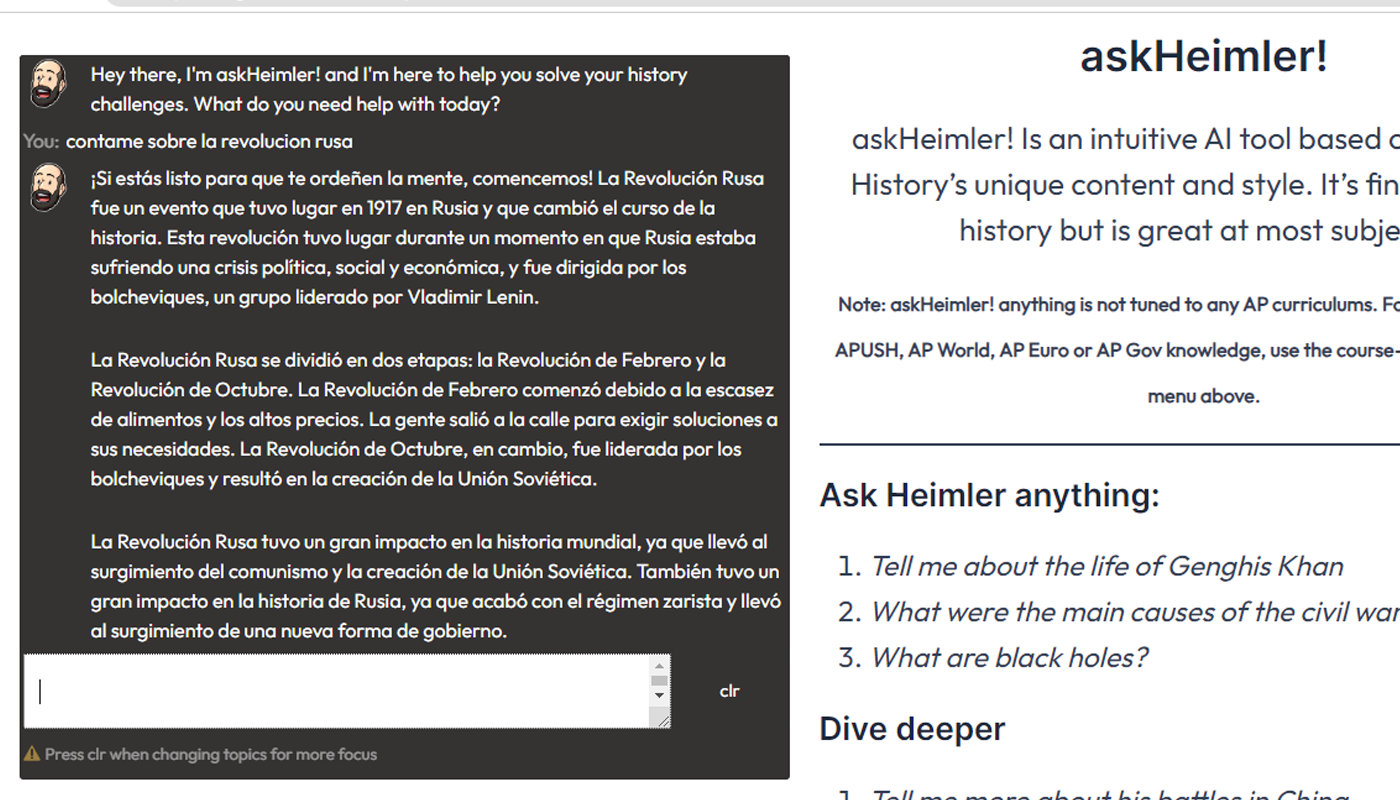 Hey there, I'm askHeimler! and I'm here to help you solve your history
challenges. What do you need help with today?
You: contame sobre la revolucion rusa
¡Si estás listo para que te ordeñen la mente, comencemos! La Revolución Rusa
fue un evento que tuvo lugar en 1917 en Rusia y que cambió el curso de la
historia. Esta revolución tuvo lugar durante un momento en que Rusia estaba
sufriendo una crisis política, social y económica, y fue dirigida por los
bolcheviques, un grupo liderado por Vladimir Lenin.
La Revolución Rusa se dividió en dos etapas: la Revolución de Febrero y la
Revolución de Octubre. La Revolución de Febrero comenzó debido a la escasez
de alimentos y los altos precios. La gente salió a la calle para exigir soluciones a
sus necesidades. La Revolución de Octubre, en cambio, fue liderada por los
bolcheviques y resultó en la creación de la Unión Soviética.
La Revolución Rusa tuvo un gran impacto en la historia mundial, ya que llevó al
surgimiento del comunismo y la creación de la Unión Soviética. También tuvo un
gran impacto en la historia de Rusia, ya que acabó con el régimen zarista y llevó
al surgimiento de una nueva forma de gobierno.
clr
Press clr when changing topics for more focus
askHeimler!
askHeimler! Is an intuitive AI tool based
History's unique content and style. It's fin
history but is great at most subje
Note: askHeimler! anything is not tuned to any AP curriculums. Fo
APUSH, AP World, AP Euro or AP Gov knowledge, use the course-
menu above.
Ask Heimler anything:
1. Tell me about the life of Genghis Khan
2. What were the main causes of the civil war
3. What are black holes?
Dive deeper
1. Tell me more about his battles in China